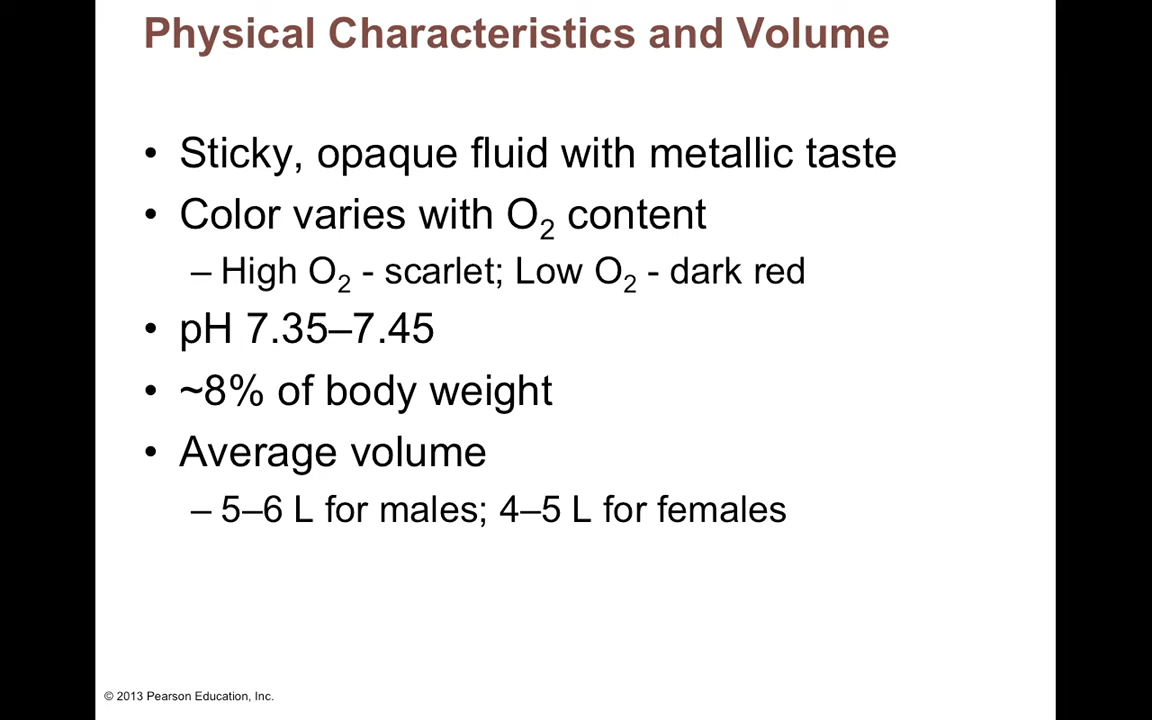 Physical Characteristics and Volume
• Sticky, opaque fluid with metallic taste
• Color varies with O₂ content
– High O₂ - scarlet; Low O₂ - dark red
• pH 7.35–7.45
• ~8% of body weight
• Average volume
– 5–6 L for males; 4–5 L for females
© 2013 Pearson Education, Inc.